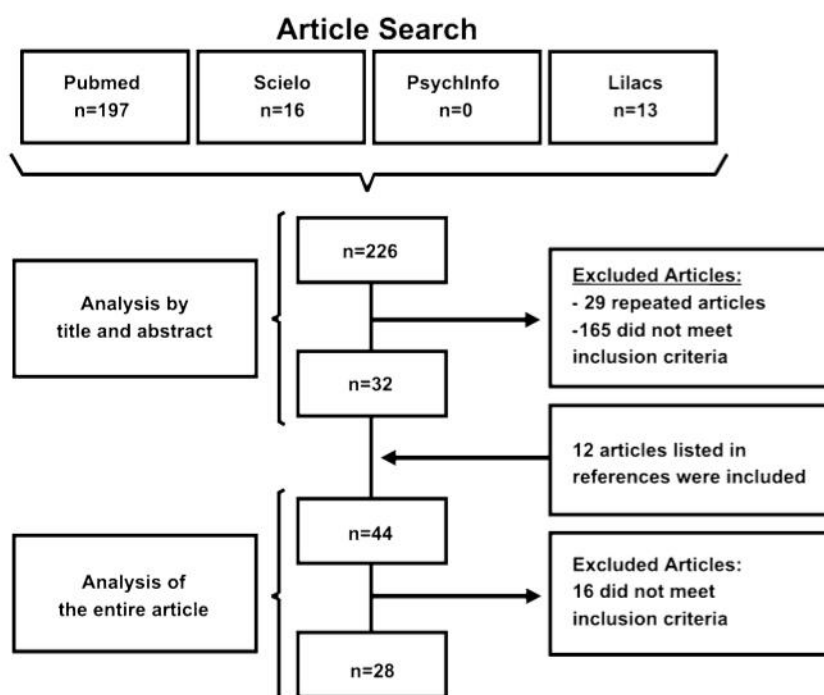 Article Search
Pubmed
n=197
Scielo
n=16
PsychInfo
n=0
Lilacs
n=13
n=226
Analysis by
title and abstract
Excluded Articles:
- 29 repeated articles
-165 did not meet
inclusion criteria
n=32
12 articles listed in
references were included
n=44
Analysis of
the entire article
Excluded Articles:
16 did not meet
inclusion criteria
n=28